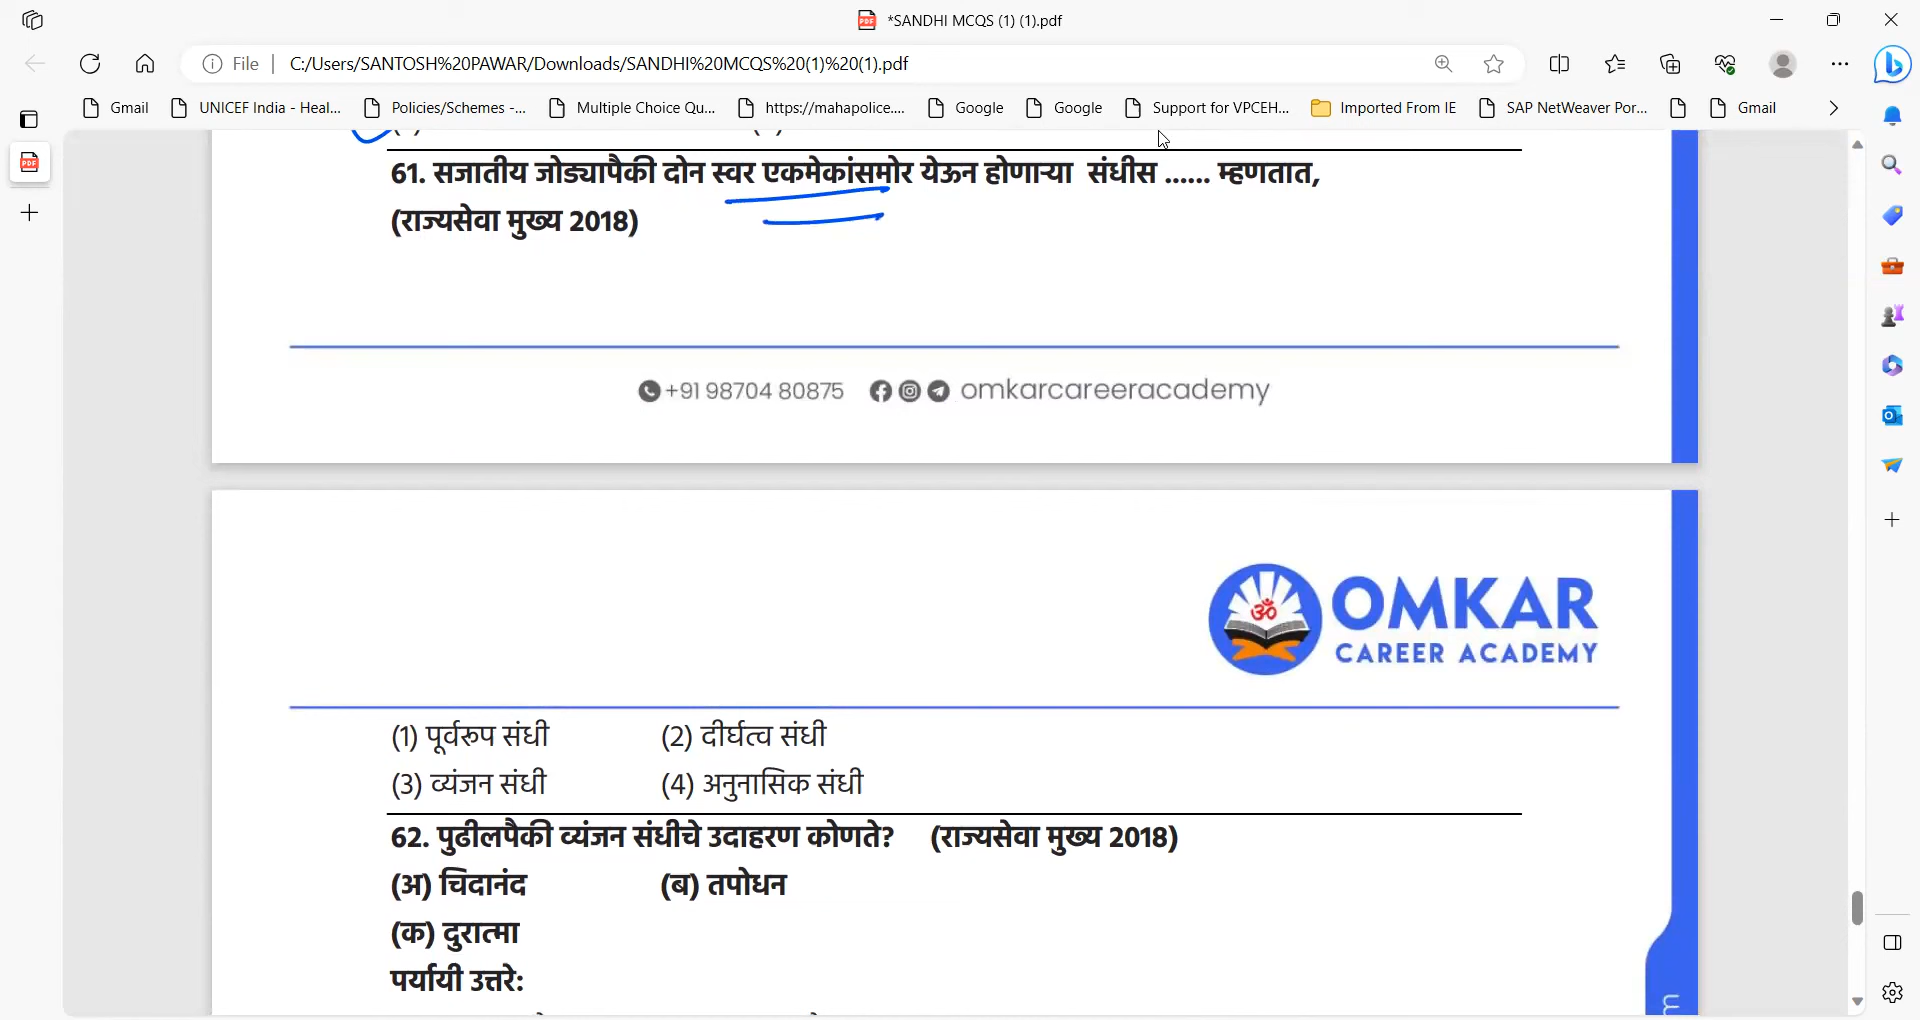 *SANDHI MCQS (1) (1).pdf
File
C:/Users/SANTOSH%20PAWAR/Downloads/SANDHI%20MCQS%20(1)%20(1).pdf
Gmail
UNICEF India - Heal...
Policies/Schemes -...
Multiple Choice Qu...
https://mahapolice....
Google
Google
Support for VPCEH...
Imported From IE
SAP NetWeaver Por...
Gmail
61. सजातीय जोड्यापैकी दोन स्वर एकमेकांसमोर येऊन होणाऱ्या संधीस ...... म्हणतात,
(राज्यसेवा मुख्य 2018)
+91 98704 80875 omkarcareeracademy
OMKAR
CAREER ACADEMY
(1) पूर्वरूप संधी (2) दीर्घत्व संधी
(3) व्यंजन संधी (4) अनुनासिक संधी
62. पुढीलपैकी व्यंजन संधीचे उदाहरण कोणते? (राज्यसेवा मुख्य 2018)
(अ) चिदानंद (ब) तपोधन
(क) दुरात्मा
पर्यायी उत्तरे: